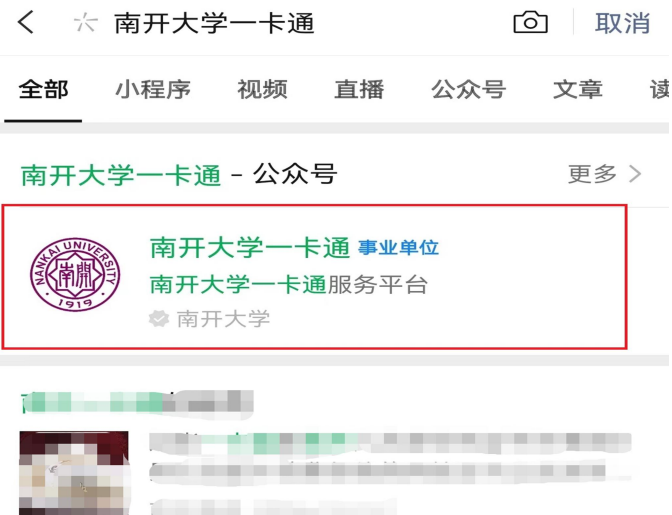 南开大学一卡通 取消
全部 小程序 视频 直播 公众号 文章 读
南开大学一卡通 - 公众号 更多
南开大学一卡通 事业单位
南开大学一卡通服务平台
南开大学
NANKAI UNIVERSITY
南開
1919